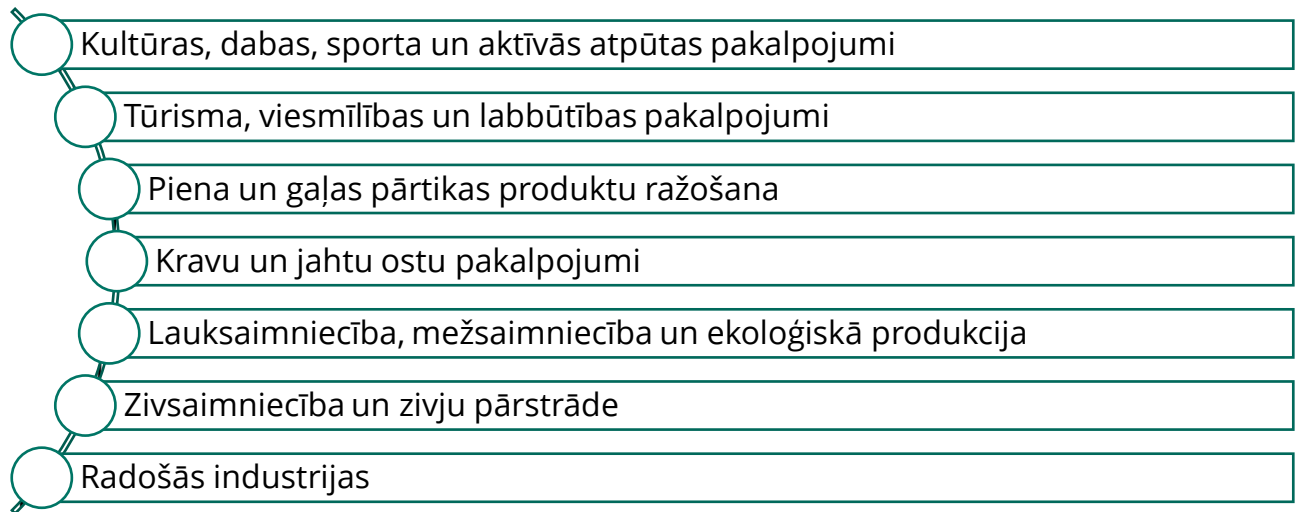 Kultūras, dabas, sporta un aktīvās atpūtas pakalpojumi
Tūrisma, viesmīlības un labbūtības pakalpojumi
Piena un gaļas pārtikas produktu ražošana
Kravu un jahtu ostu pakalpojumi
Lauksaimniecība, mežsaimniecība un ekoloģiskā produkcija
Zivsaimniecība un zivju pārstrāde
Radošās industrijas